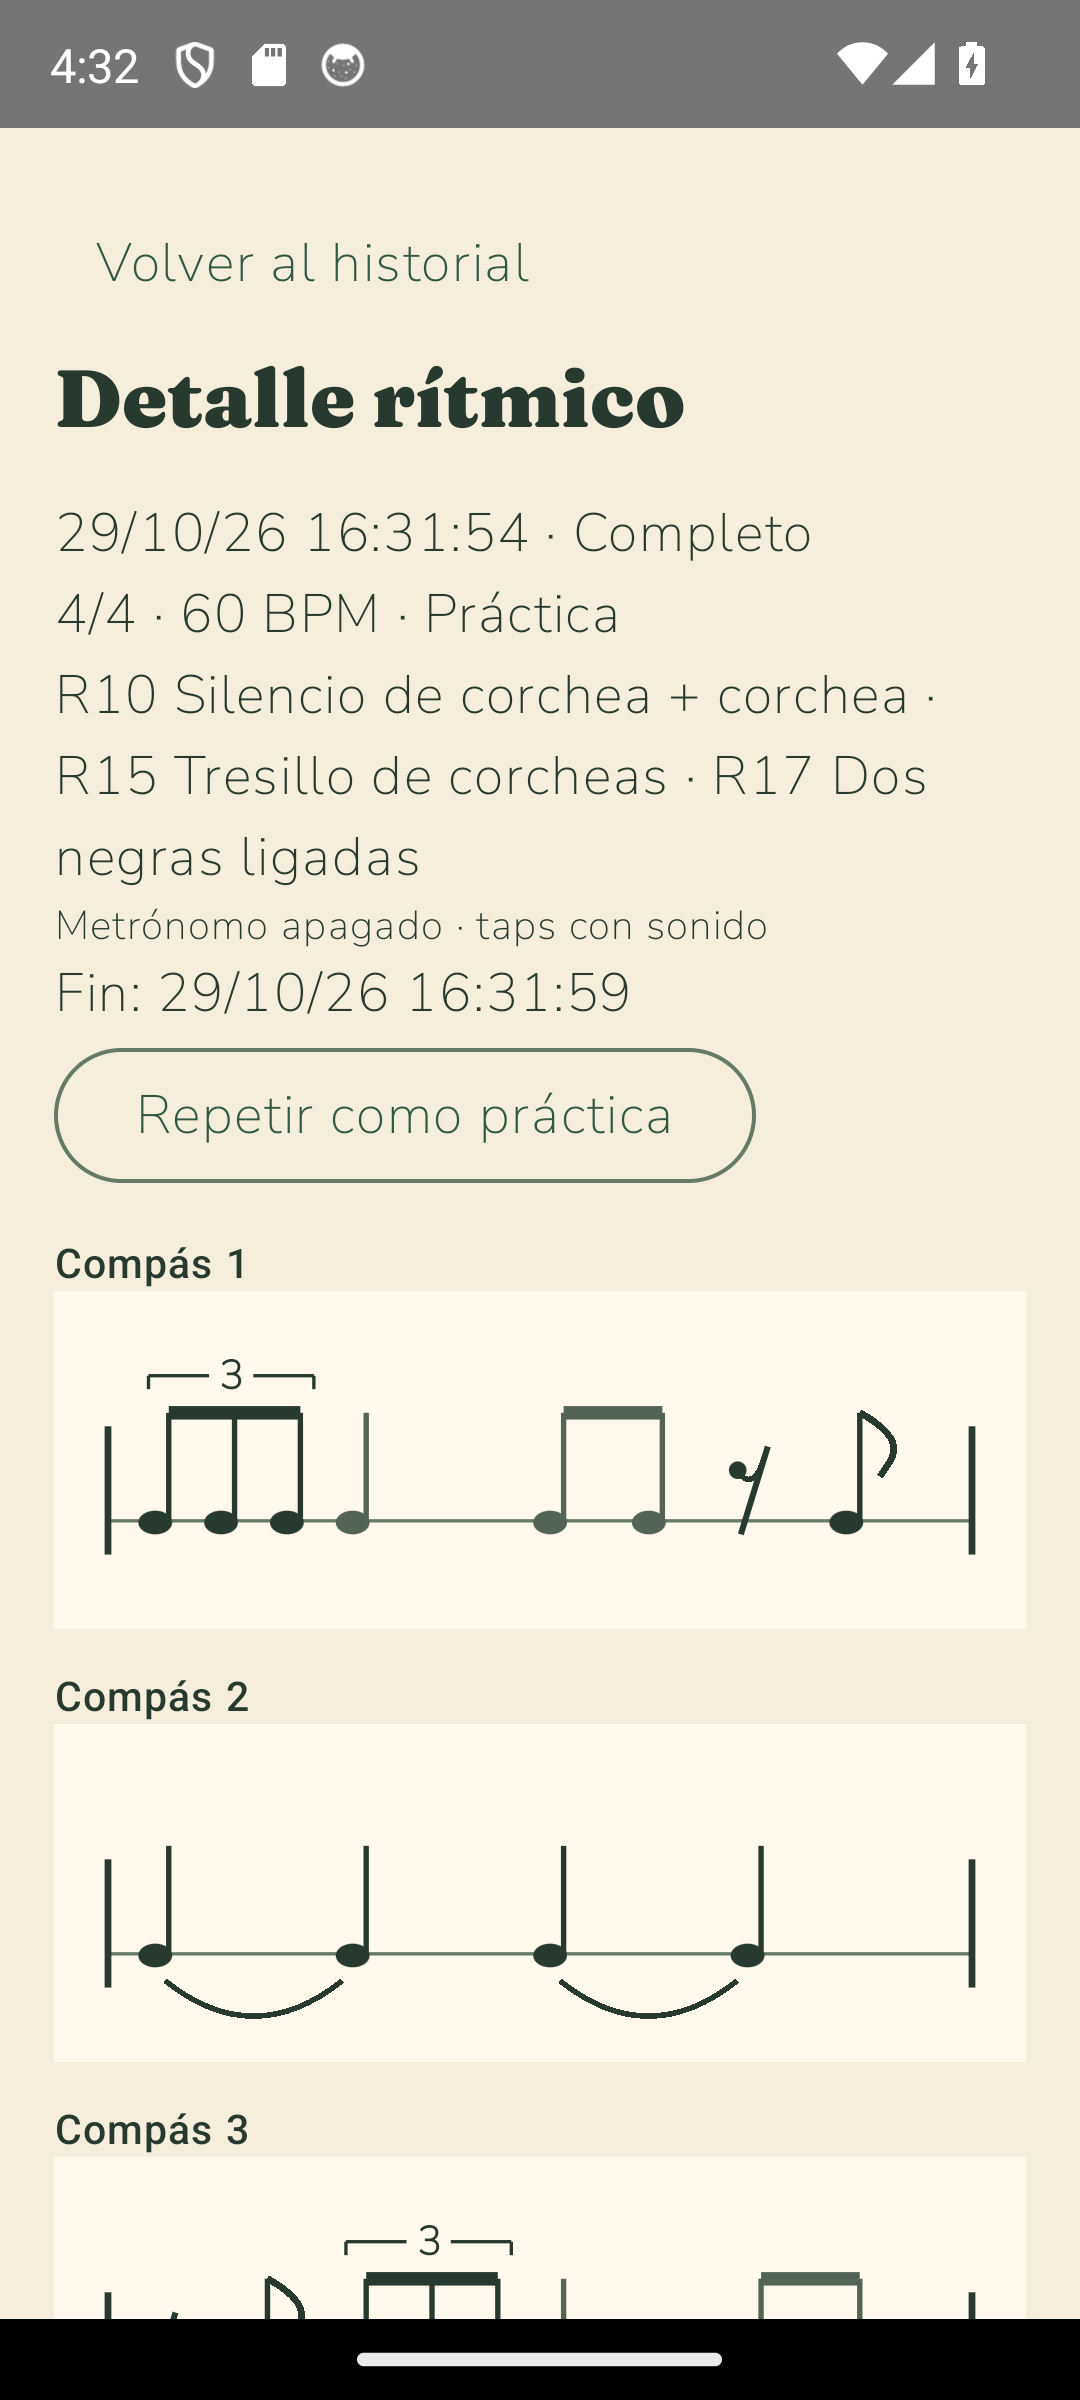 4:32
Volver al historial
Detalle rítmico
29/10/26 16:31:54 · Completo
4/4 · 60 BPM · Práctica
R10 Silencio de corchea + corchea ·
R15 Tresillo de corcheas · R17 Dos
negras ligadas
Metrónomo apagado · taps con sonido
Fin: 29/10/26 16:31:59
Repetir como práctica
Compás 1
3
Compás 2
Compás 3
3